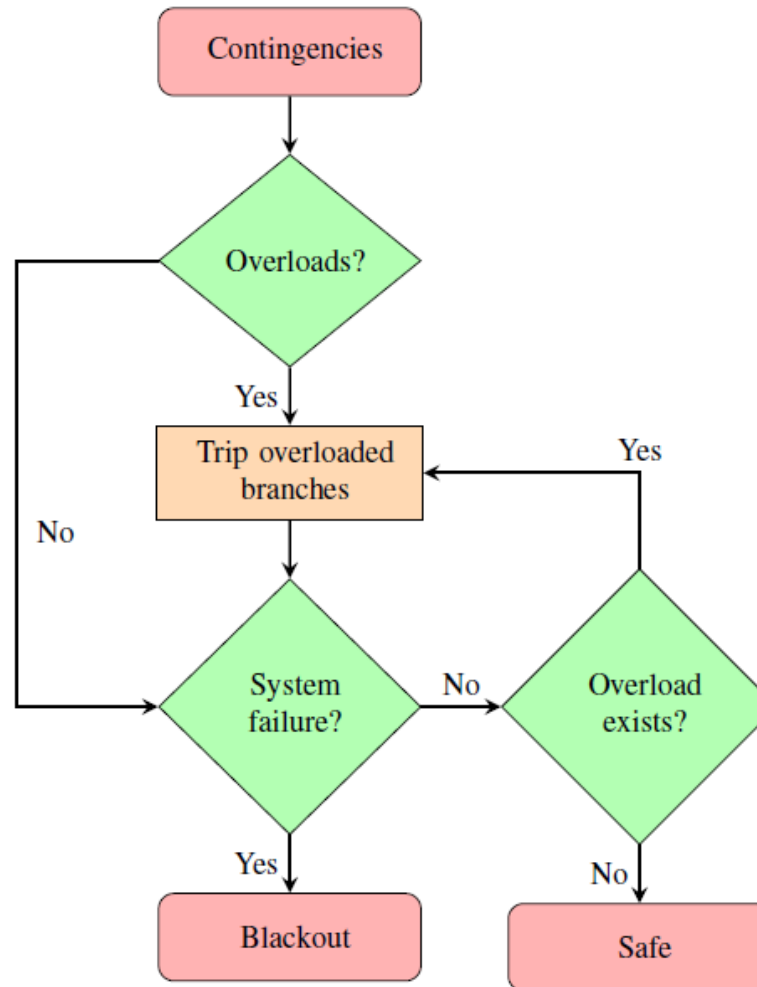 Contingencies
Overloads?
Yes
Trip overloaded
branches
Yes
No
System
failure?
No
Overload
exists?
Yes
No
Blackout
Safe